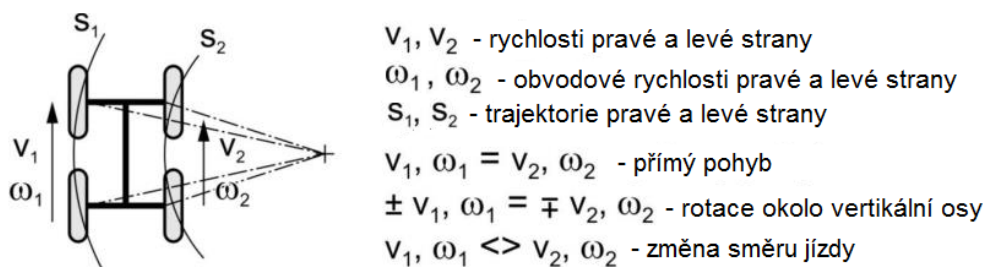 S₁
S₂
V₁
V₂
ω₁
ω₂
V₁, V₂ - rychlosti pravé a levé strany
ω₁, ω₂ - obvodové rychlosti pravé a levé strany
S₁, S₂ - trajektorie pravé a levé strany
V₁, ω₁ = V₂, ω₂ - přímý pohyb
± V₁, ω₁ = ∓ V₂, ω₂ - rotace okolo vertikální osy
V₁, ω₁ <> V₂, ω₂ - změna směru jízdy